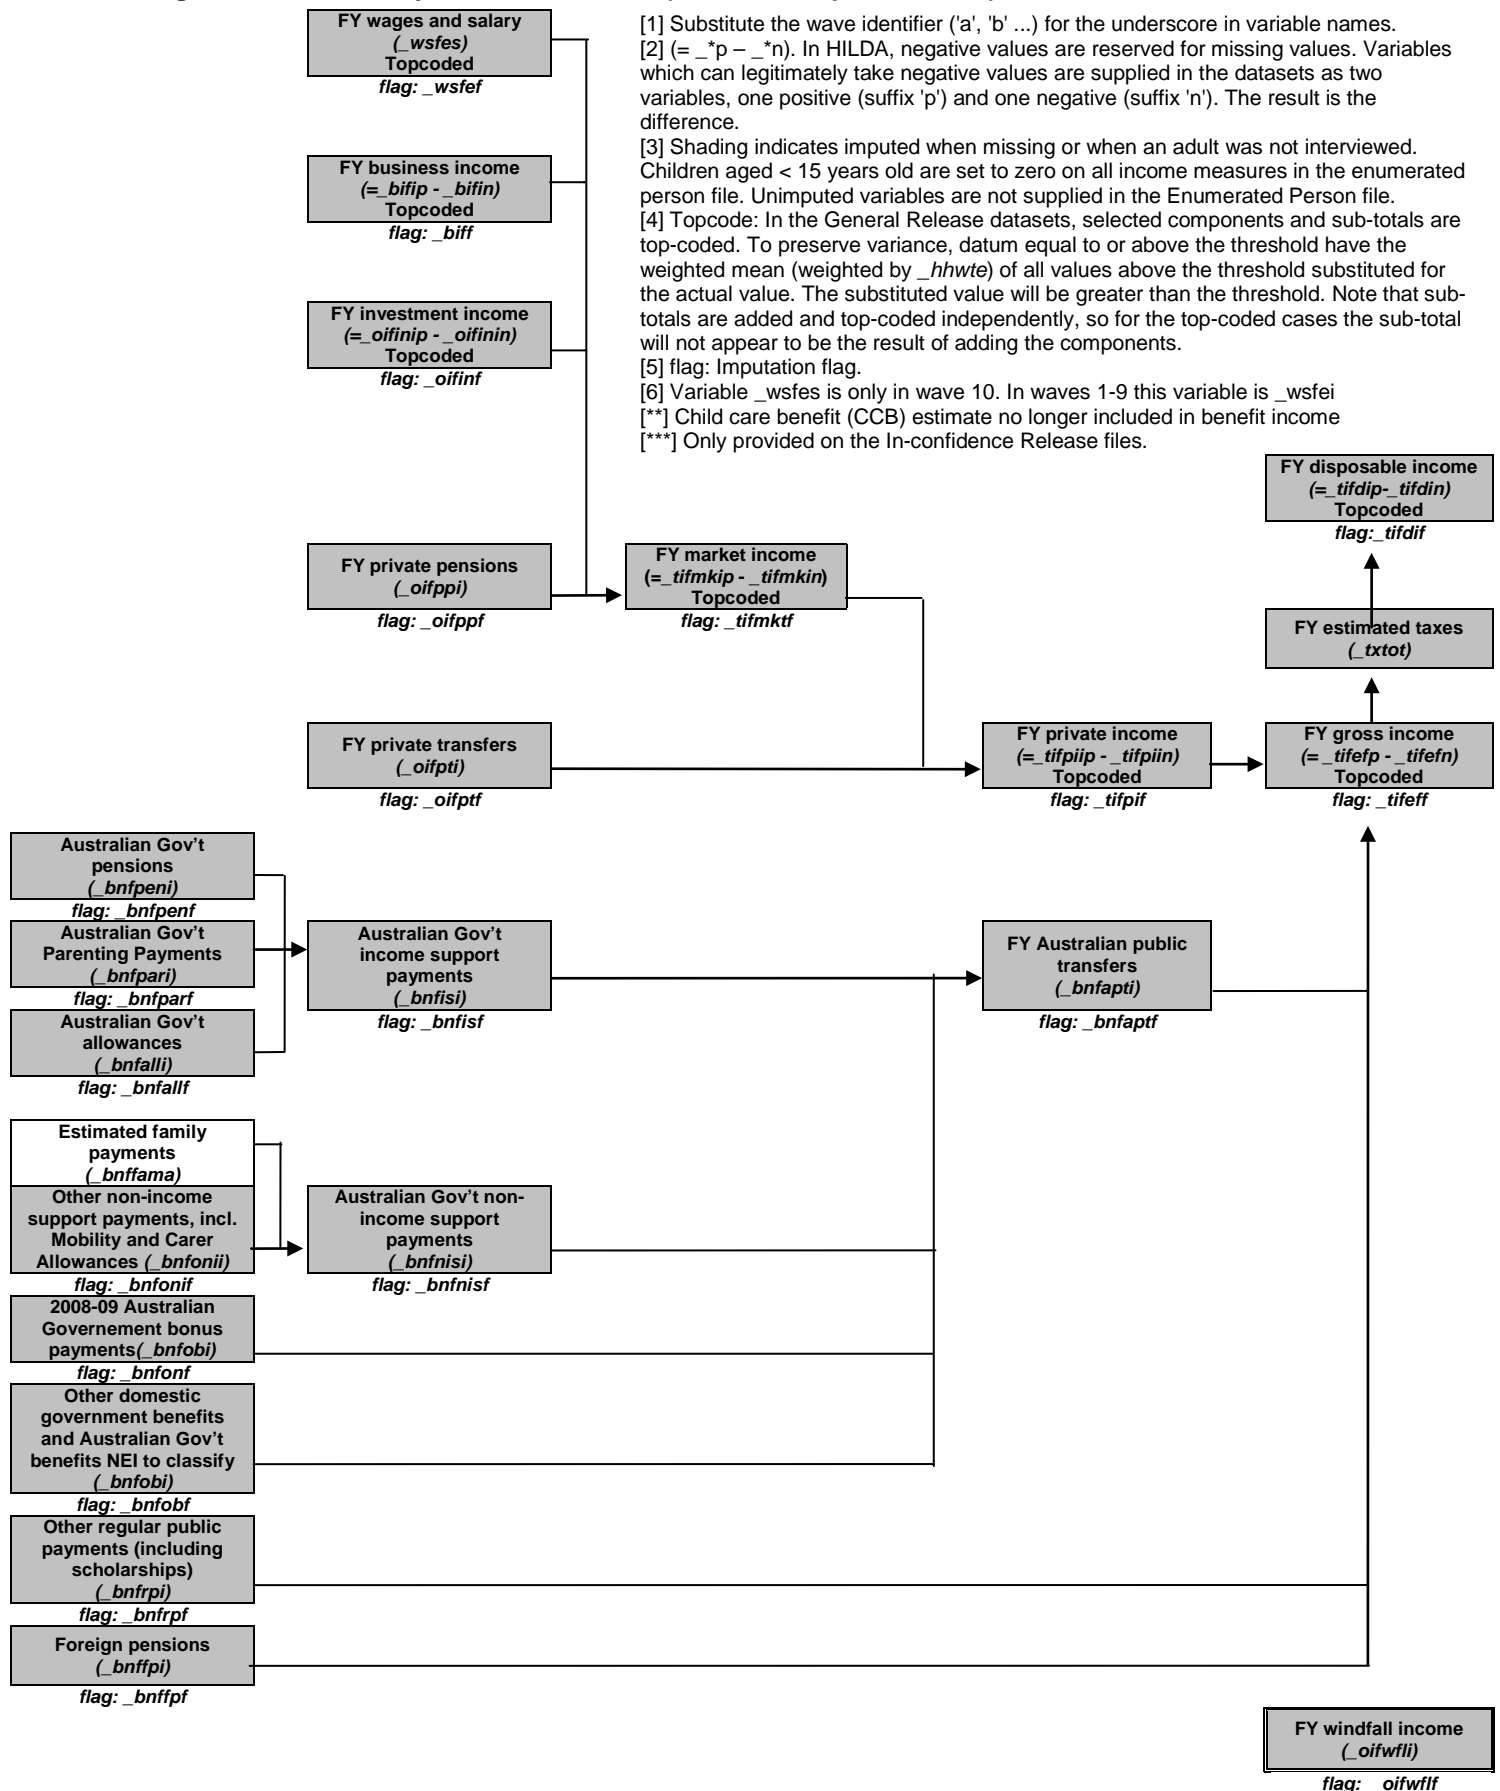 FY wages and salary
(_wsfes)
Topcoded
flag: _wsfef
[1] Substitute the wave identifier ('a', 'b' ...) for the underscore in variable names.
[2] (= _*p – _*n). In HILDA, negative values are reserved for missing values. Variables
which can legitimately take negative values are supplied in the datasets as two
variables, one positive (suffix 'p') and one negative (suffix 'n'). The result is the
difference.
[3] Shading indicates imputed when missing or when an adult was not interviewed.
Children aged < 15 years old are set to zero on all income measures in the enumerated
person file. Unimputed variables are not supplied in the Enumerated Person file.
[4] Topcode: In the General Release datasets, selected components and sub-totals are
top-coded. To preserve variance, datum equal to or above the threshold have the
weighted mean (weighted by _hhwte) of all values above the threshold substituted for
the actual value. The substituted value will be greater than the threshold. Note that sub-
totals are added and top-coded independently, so for the top-coded cases the sub-total
will not appear to be the result of adding the components.
[5] flag: Imputation flag.
[6] Variable _wsfes is only in wave 10. In waves 1-9 this variable is _wsfei
[**] Child care benefit (CCB) estimate no longer included in benefit income
[***] Only provided on the In-confidence Release files.
FY business income
(=_bifip - _bifin)
Topcoded
flag: _biff
FY investment income
(=_oifinip - _oifinin)
Topcoded
flag: _oifinf
FY disposable income
(=_tifdip-_tifdin)
Topcoded
flag:_tifdif
FY private pensions
(_oifppi)
flag: _oifppf
FY market income
(=_tifmkip - _tifmkin)
Topcoded
flag: _tifmktf
FY estimated taxes
(_txtot)
FY private transfers
(_oifpti)
flag: _oifptf
FY private income
(=_tifpiip - _tifpiin)
Topcoded
flag: _tifpif
FY gross income
(= _tifefp - _tifefn)
Topcoded
flag: _tifeff
Australian Gov't
pensions
(_bnfpeni)
flag: _bnfpenf
Australian Gov't
Parenting Payments
(_bnfpari)
flag: _bnfparf
Australian Gov't
allowances
(_bnfalli)
flag: _bnfallf
Australian Gov't
income support
payments
(_bnfisi)
flag: _bnfisf
FY Australian public
transfers
(_bnfapti)
flag: _bnfaptf
Estimated family
payments
(_bnffama)
Other non-income
support payments, incl.
Mobility and Carer
Allowances (_bnfonii)
flag: _bnfonif
Australian Gov't non-
income support
payments
(_bnfnisi)
flag: _bnfnisf
2008-09 Australian
Governement bonus
payments(_bnfobi)
flag: _bnfonf
Other domestic
government benefits
and Australian Gov't
benefits NEI to classify
(_bnfobi)
flag: _bnfobf
Other regular public
payments (including
scholarships)
(_bnfrpi)
flag: _bnfrpf
Foreign pensions
(_bnffpi)
flag: _bnffpf
FY windfall income
(_oifwfli)
flag: _oifwflf